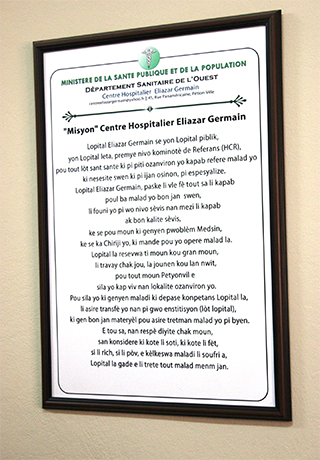 MINISTERE DE LA SANTE PUBLIQUE ET DE LA POPULATION
DÉPARTEMENT SANITAIRE DE L'OUEST
Centre Hospitalier Eliazar Germain
"Misyon" Centre Hospitalier Eliazar Germain
Lopital Eliazar Germain se yon Lopital piblik,
yon Lopital leta, premye nivo kominotè de Referans (HCR),
pou tout lòt sant sante ki pi piti ozanviron yo kapab refere malad yo
ki nesesite swen ki pi ijan osinon, pi espesyalize.
Lopital Eliazar Germain, paske li vle fè tout sa li kapab
poul ba malad yo bon jan swen,
li founi yo pi wo nivo sèvis nan mezi li kapab
ak bon kalite sèvis,
ke se pou moun ki genyen pwoblèm Medsin,
ke se ka Chiriji yo, ki mande pou yo opere malad la.
Lopital la resevwa ti moun kou gran moun,
li travay chak jou, la jounen kou lan nwit,
pou tout moun Petyonvil e
sila yo kap viv nan lokalite ozanviron yo.
Pou sila yo ki genyen maladi ki depase konpetans Lopital la,
li asire transfè yo nan pi gwo enstitisyon (lòt lopital),
ki gen bon jan materyèl pou asire tretman malad yo pi byen.
E tou sa, nan respè diyite chak moun,
san konsidere ki kote li soti, ki kote li fèt,
si li rich, si li pòv, e kèlkeswa maladi li soufri a,
Lopital la gade e li trete tout malad menm jan.